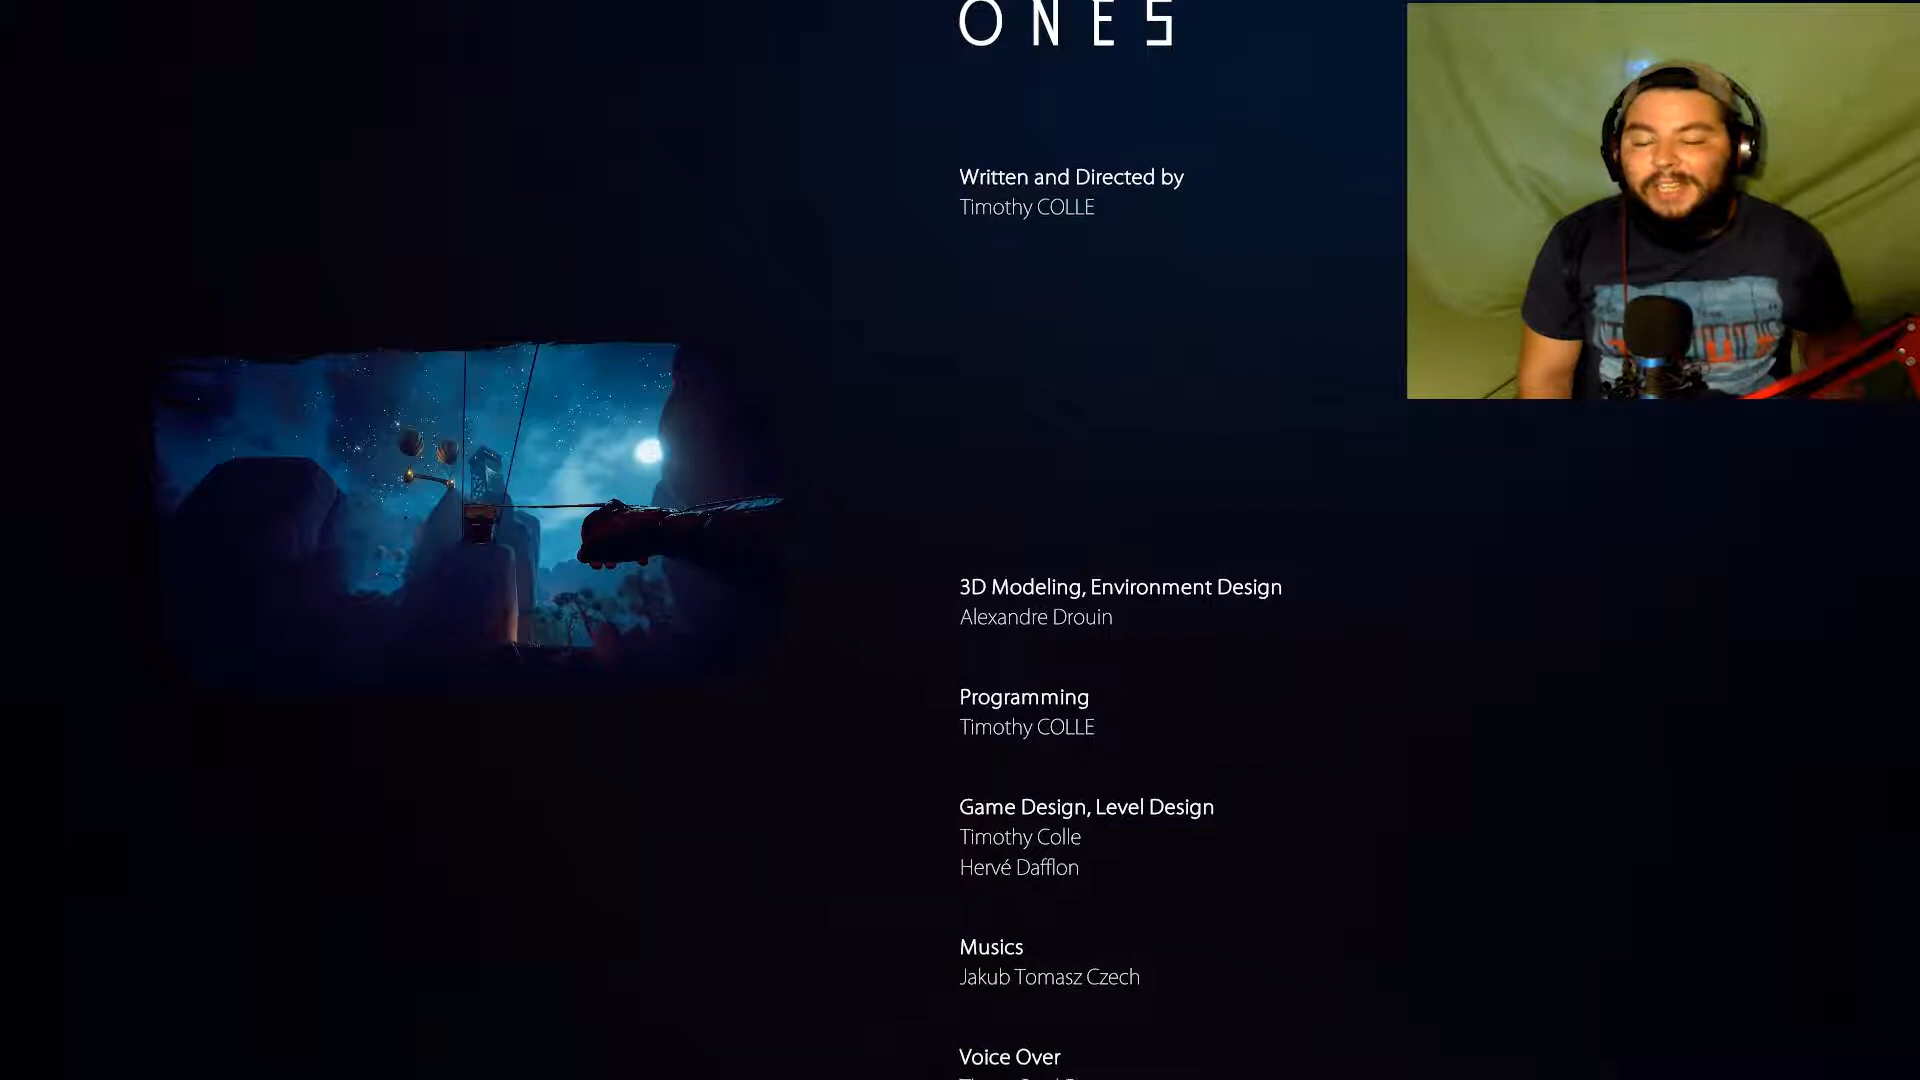 ONES
Written and Directed by
Timothy COLLE
3D Modeling, Environment Design
Alexandre Drouin
Programming
Timothy COLLE
Game Design, Level Design
Timothy Colle
Hervé Dafflon
Musics
Jakub Tomasz Czech
Voice Over